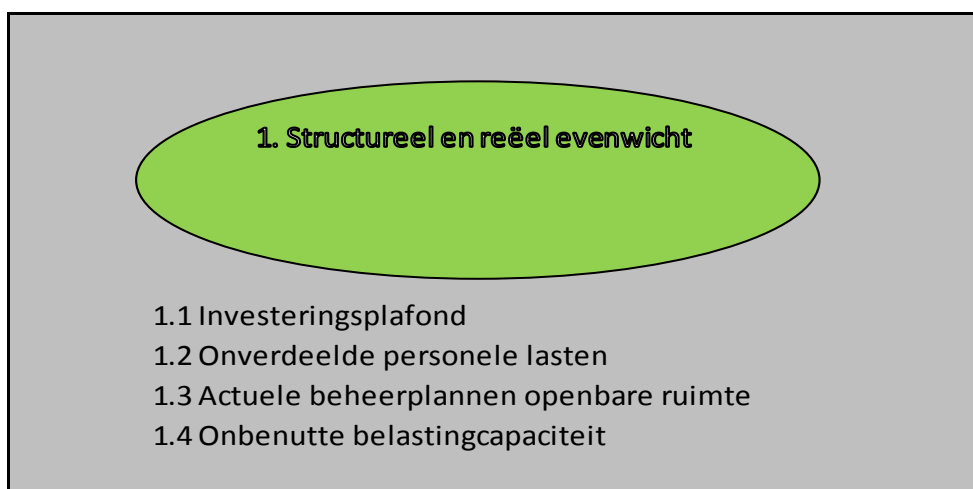 1. Structureel en reëel evenwicht
1.1 Investeringsplafond
1.2 Onverdeelde personele lasten
1.3 Actuele beheerplannen openbare ruimte
1.4 Onbenutte belastingcapaciteit